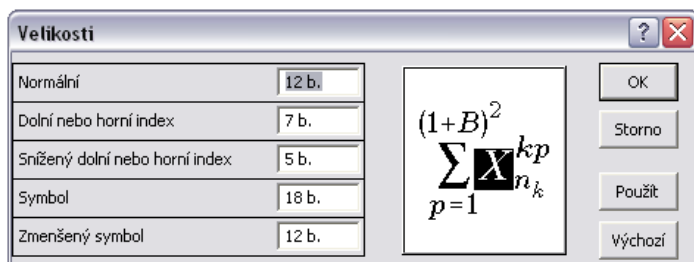 Velikosti
Normální 12 b.
Dolní nebo horní index 7 b.
Snížený dolní nebo horní index 5 b.
Symbol 18 b.
Zmenšený symbol 12 b.
(1+B)²
∑ X kp
n k
p=1
OK
Storno
Použít
Výchozí